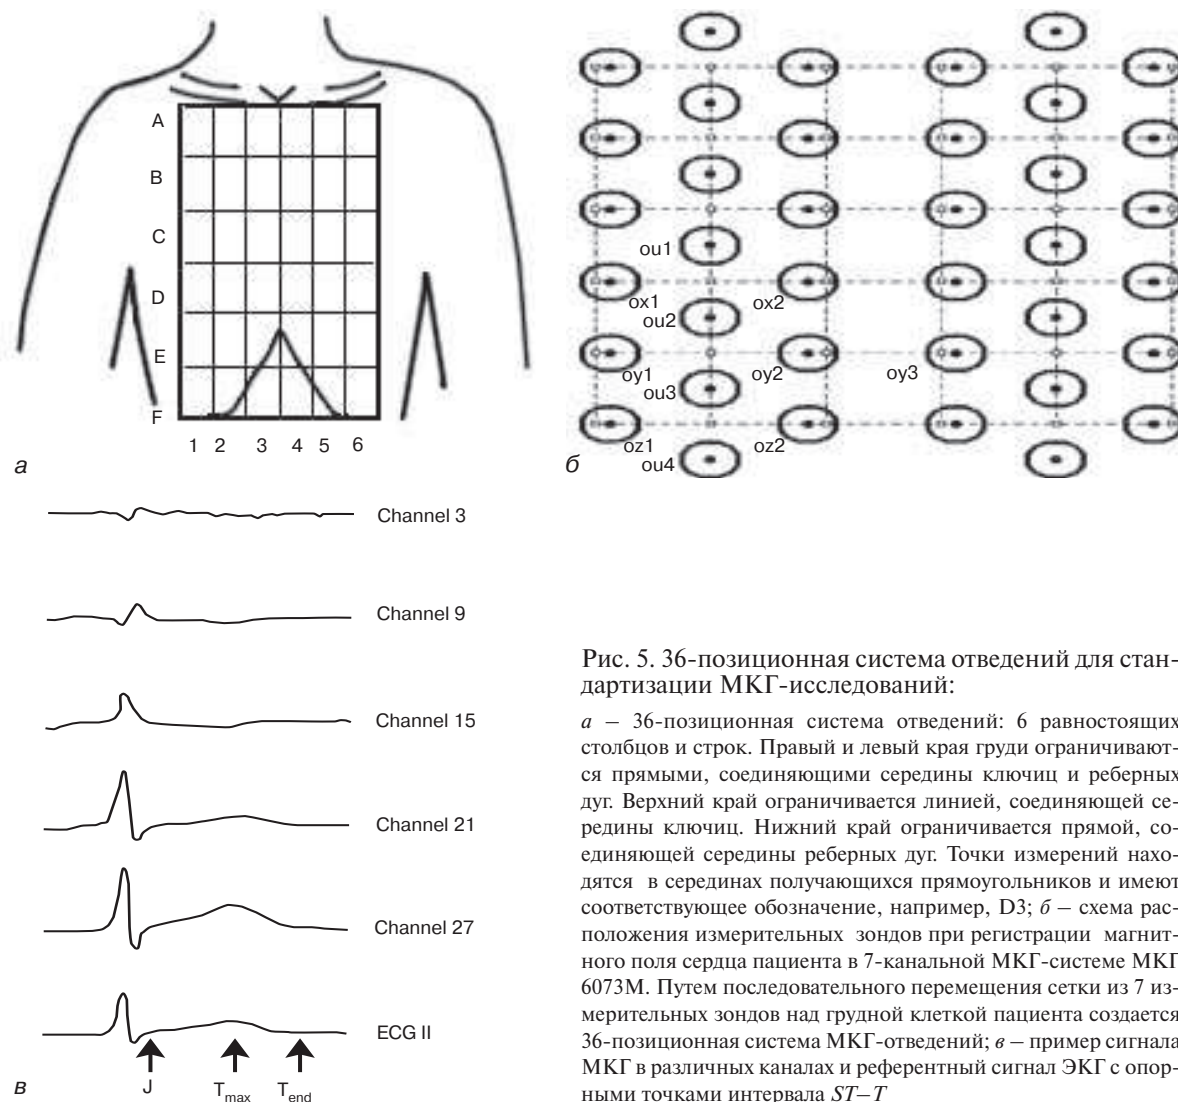 A
B
C
D
E
F
1 2 3 4 5 6
а
ou1
ox1 ox2
ou2
oy1 oy2 oy3
ou3
oz1 oz2
ou4
б
Channel 3
Channel 9
Channel 15
Channel 21
Channel 27
ECG II
J Tmax Tend
в
Рис. 5. 36-позиционная система отведений для стан-
дартизации МКГ-исследований:
а – 36-позиционная система отведений: 6 равностоящих
столбцов и строк. Правый и левый края груди ограничивают-
ся прямыми, соединяющими середины ключиц и реберных
дуг. Верхний край ограничивается линией, соединяющей се-
редины ключиц. Нижний край ограничивается прямой, со-
единяющей середины реберных дуг. Точки измерений нахо-
дятся в серединах получающихся прямоугольников и имеют
соответствующее обозначение, например, D3; б – схема рас-
положения измерительных зондов при регистрации магнит-
ного поля сердца пациента в 7-канальной МКГ-системе МКГ
6073М. Путем последовательного перемещения сетки из 7 из-
мерительных зондов над грудной клеткой пациента создается
36-позиционная система МКГ-отведений; в – пример сигнала
МКГ в различных каналах и референтный сигнал ЭКГ с опор-
ными точками интервала ST–T